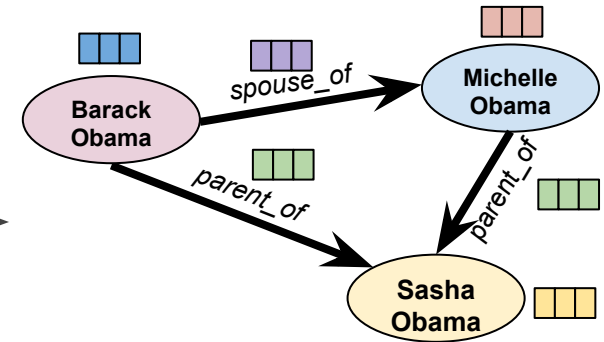 Barack
Obama
spouse_of
Michelle
Obama
parent_of
parent_of
Sasha
Obama